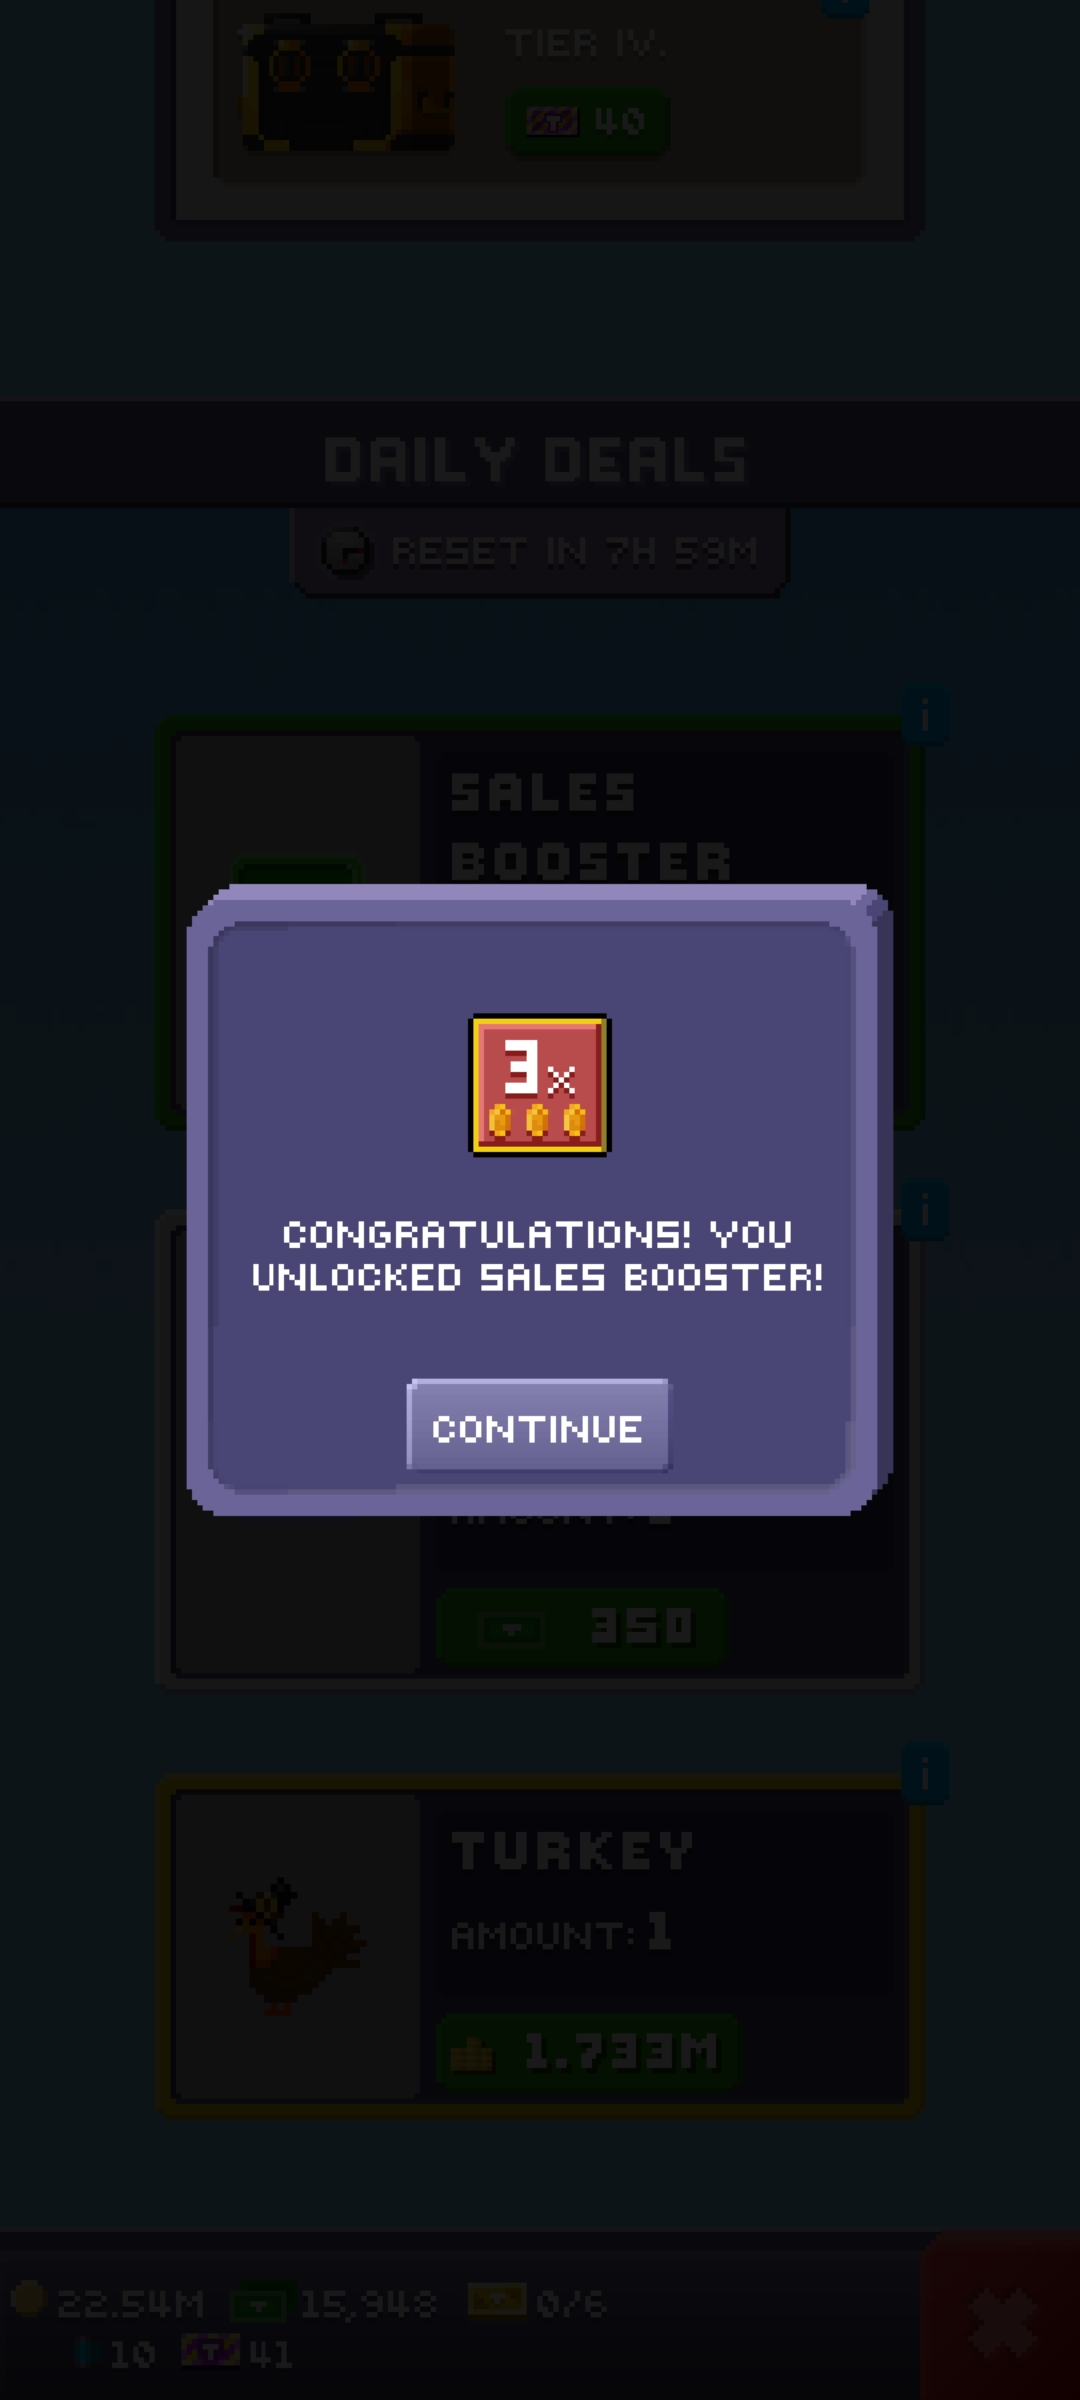 TIER IV.
40
DAILY DEALS
RESET IN 7H 59M
i
SALES
BOOSTER
3x
i
CONGRATULATIONS! YOU
UNLOCKED SALES BOOSTER!
CONTINUE
350
i
TURKEY
AMOUNT: 1
1.733M
22.54M 15,948 0/6
10 T 41